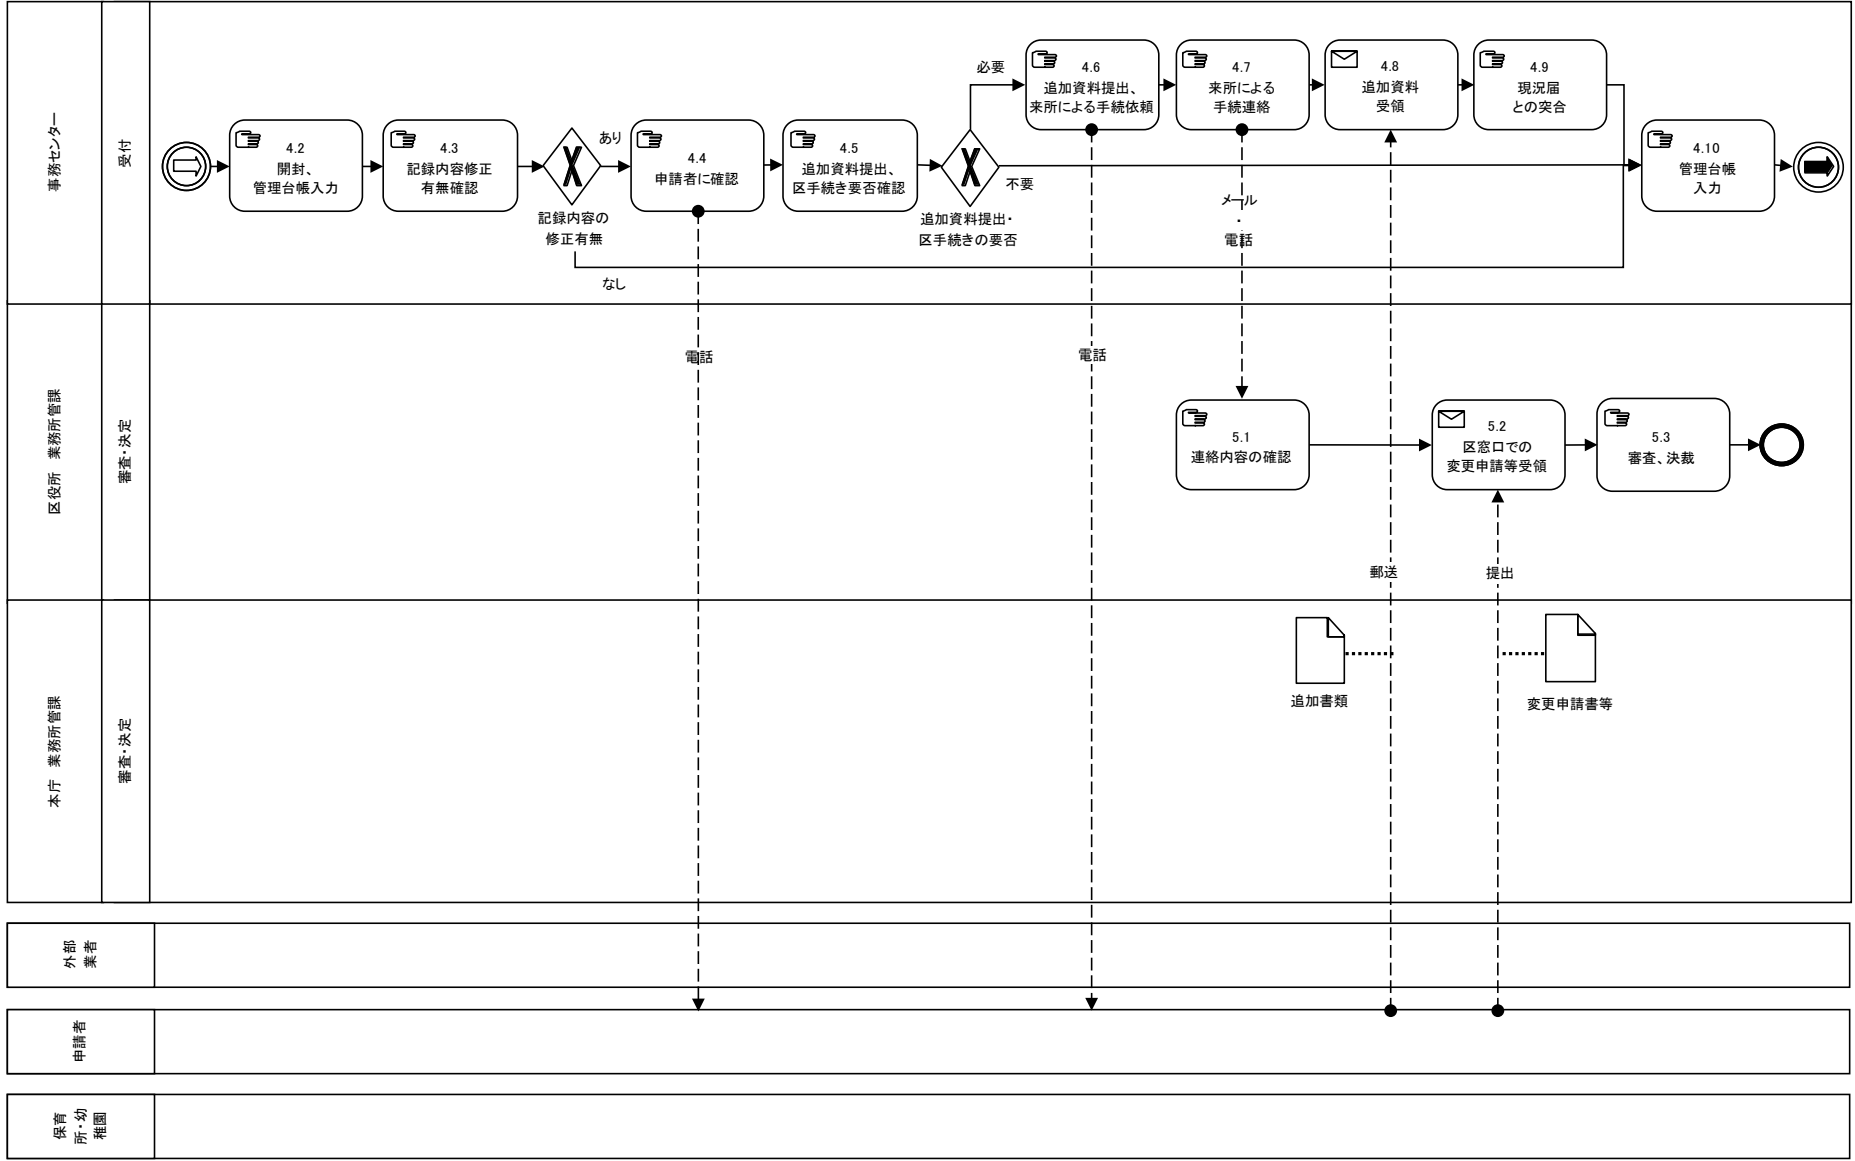 事務センター
受付
4.2
開封、
管理台帳入力
4.3
記録内容修正
有無確認
記録内容の
修正有無
あり
なし
4.4
申請者に確認
4.5
追加資料提出、
区手続き要否確認
追加資料提出・
区手続きの要否
必要
不要
4.6
追加資料提出、
来所による手続依頼
4.7
来所による
手続連絡
4.8
追加資料
受領
4.9
現況届
との突合
4.10
管理台帳
入力
メール
・
電話
区役所 業務所管課
審査・決定
電話
電話
5.1
連絡内容の確認
5.2
区窓口での
変更申請等受領
5.3
審査、決裁
郵送
提出
本庁 業務所管課
審査・決定
追加書類
変更申請書等
外部
業者
申請者
保育
所・幼
稚園